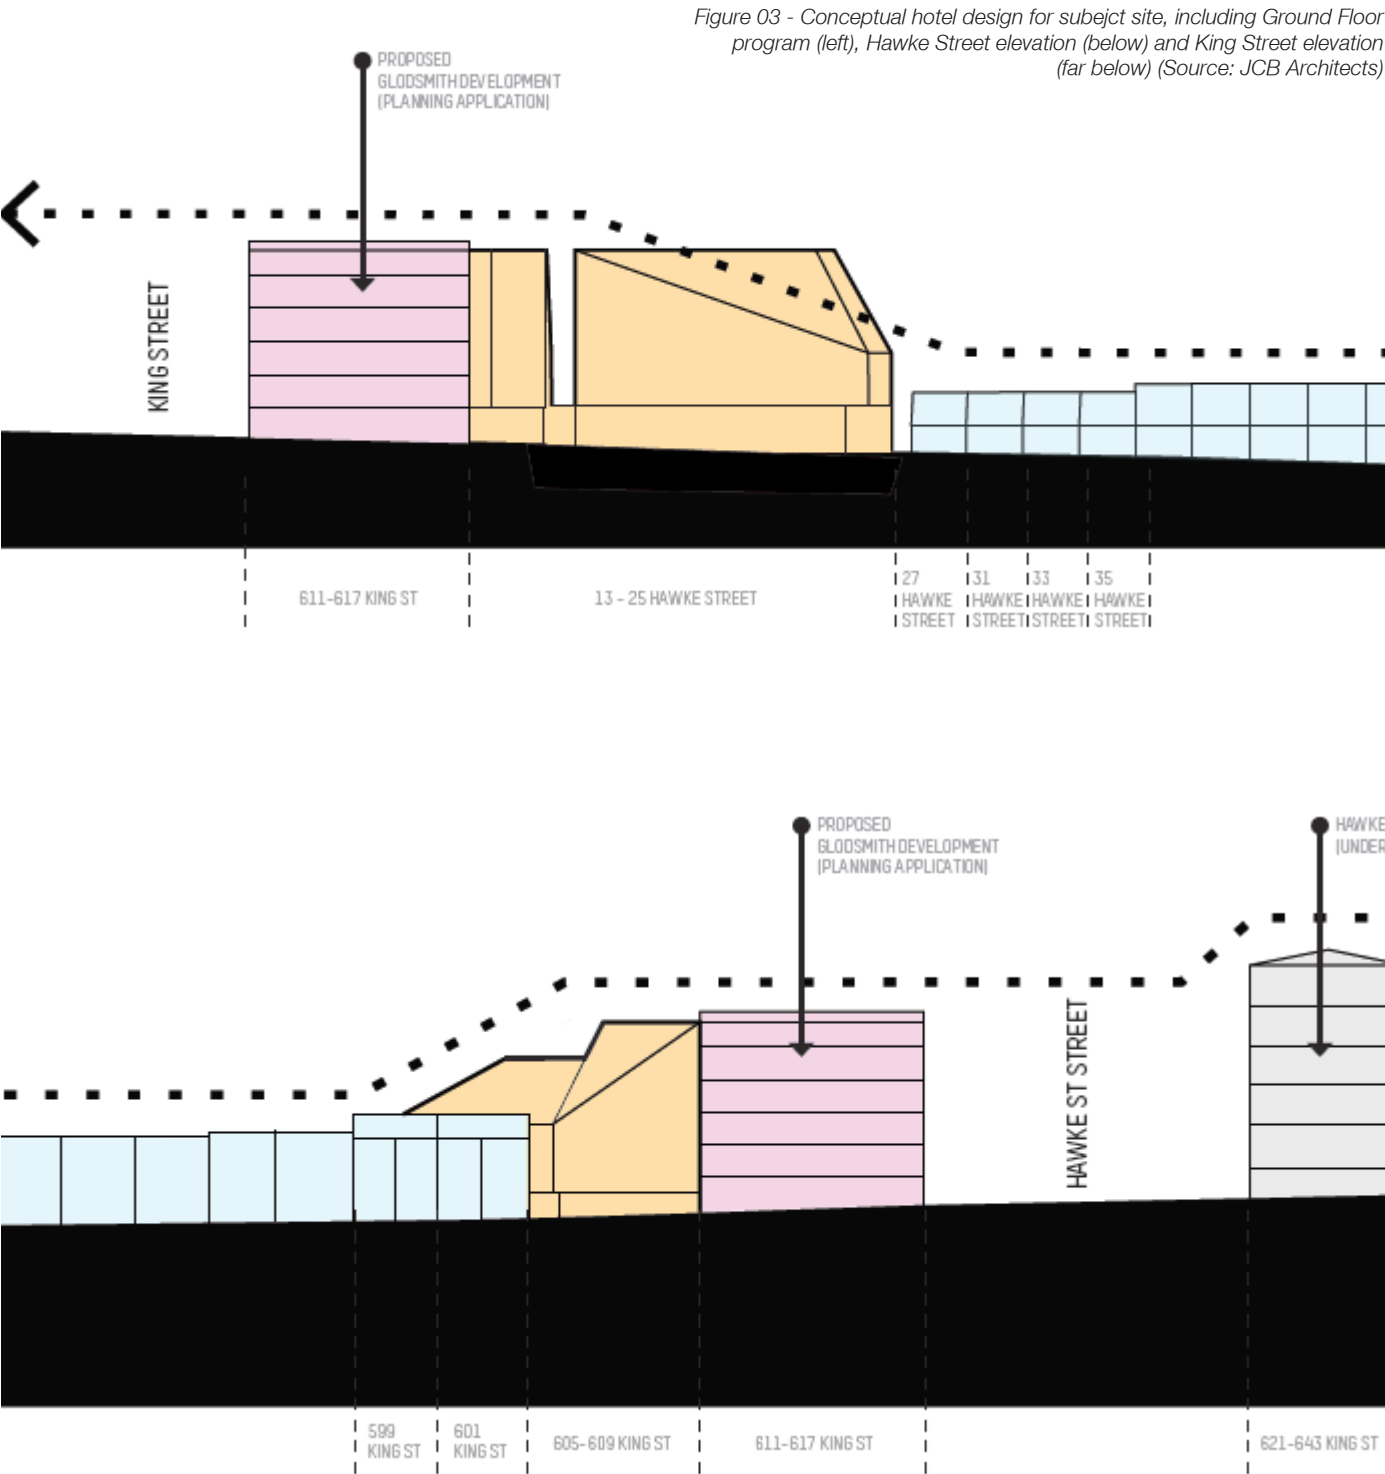 Figure 03 - Conceptual hotel design for subejct site, including Ground Floor
program (left), Hawke Street elevation (below) and King Street elevation
(far below) (Source: JCB Architects)
PROPOSED
GLODSMITH DEVELOPMENT
(PLANNING APPLICATION)
KING STREET
611-617 KING ST
13 - 25 HAWKE STREET
27
HAWKE
STREET
31
HAWKE
STREET
33
HAWKE
STREET
35
HAWKE
STREET
PROPOSED
GLODSMITH DEVELOPMENT
(PLANNING APPLICATION)
HAWKE
(UNDER
HAWKE ST STREET
599
KING ST
601
KING ST
605-609 KING ST
611-617 KING ST
621-643 KING ST